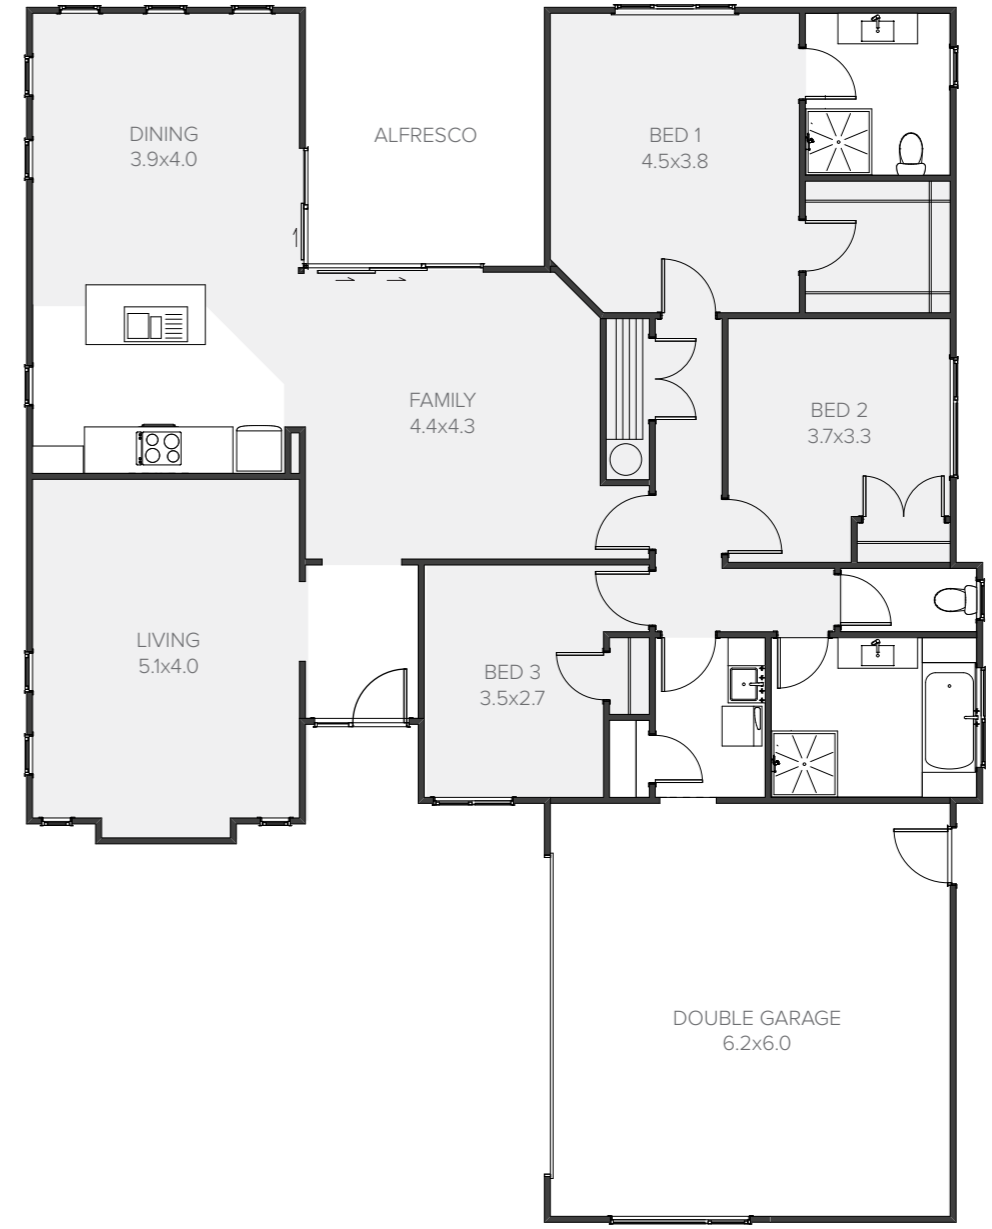 DINING
3.9x4.0
ALFRESCO
BED 1
4.5x3.8
FAMILY
4.4x4.3
BED 2
3.7x3.3
LIVING
5.1x4.0
BED 3
3.5x2.7
DOUBLE GARAGE
6.2x6.0